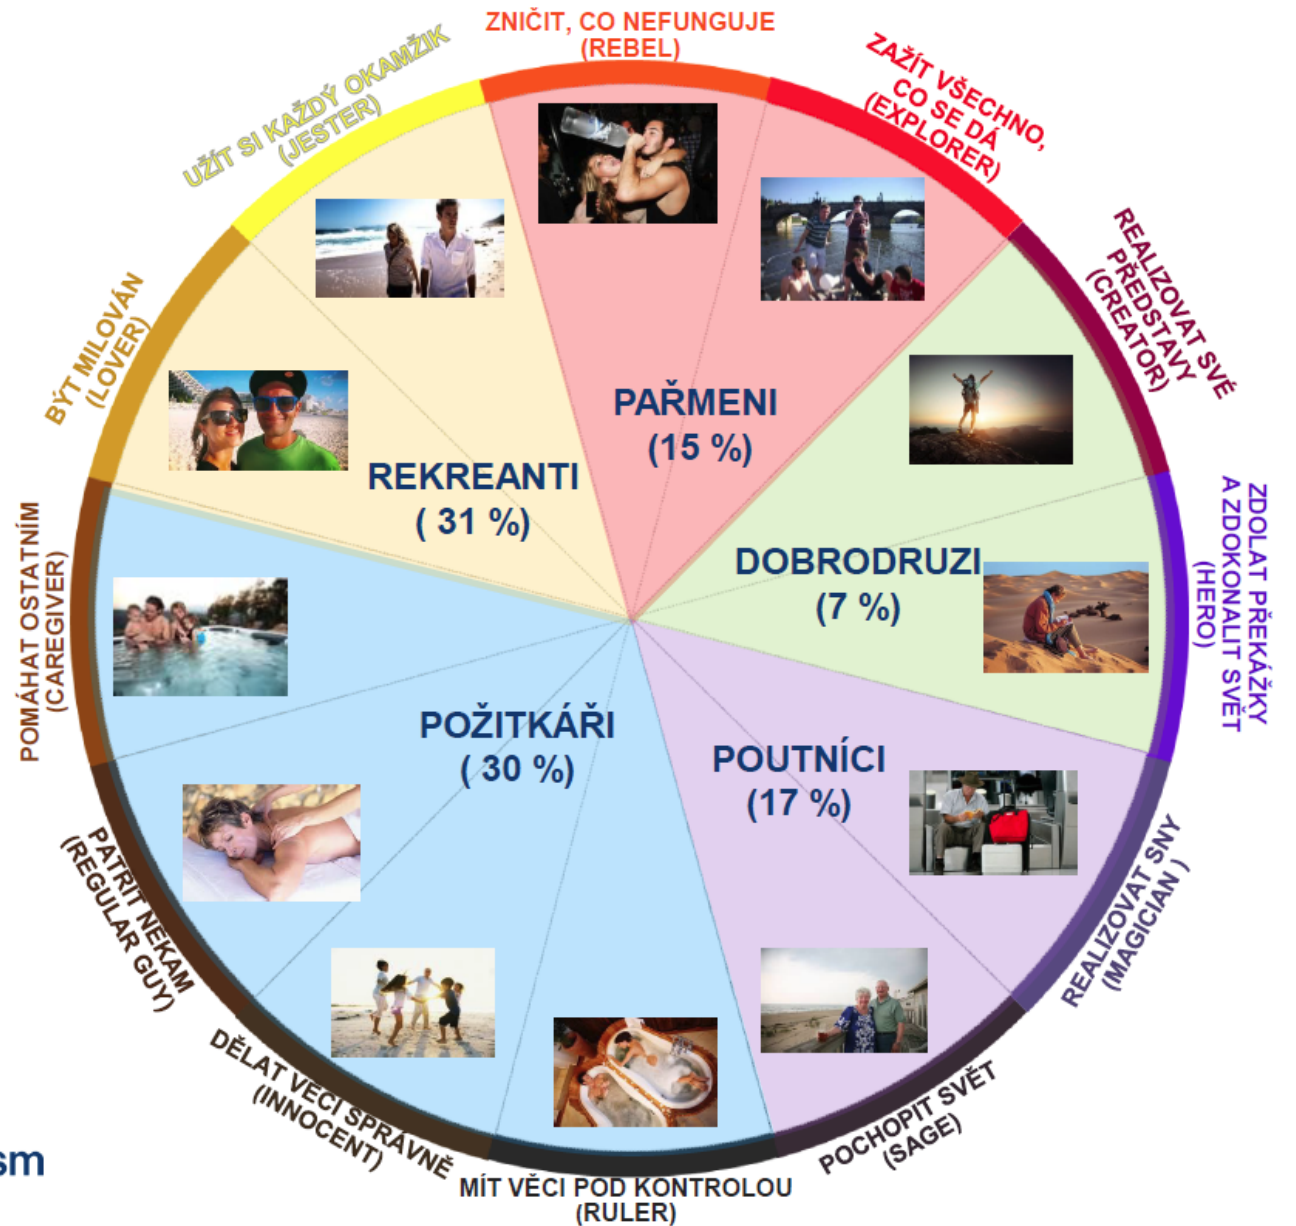 ZNIČIT, CO NEFUNGUJE
(REBEL)
ZAŽÍT VŠECHNO,
CO SE DÁ
(EXPLORER)
REALIZOVAT SVÉ
PŘEDSTAVY
(CREATOR)
ZDOLAT PŘEKÁŽKY
A ZDOKONALIT SVĚT
(HERO)
REALIZOVAT SNY
(MAGICIAN )
POCHOPIT SVĚT
(SAGE)
MÍT VĚCI POD KONTROLOU
(RULER)
DĚLAT VĚCI SPRÁVNĚ
(INNOCENT)
PATŘIT NĚKAM
(REGULAR GUY)
POMÁHAT OSTATNÍM
(CAREGIVER)
BÝT MILOVÁN
(LOVER)
UŽÍT SI KAŽDÝ OKAMŽIK
(JESTER)
PAŘMENI
(15 %)
REKREANTI
( 31 %)
DOBRODRUZI
(7 %)
POŽITKÁŘI
( 30 %)
POUTNÍCI
(17 %)
sm